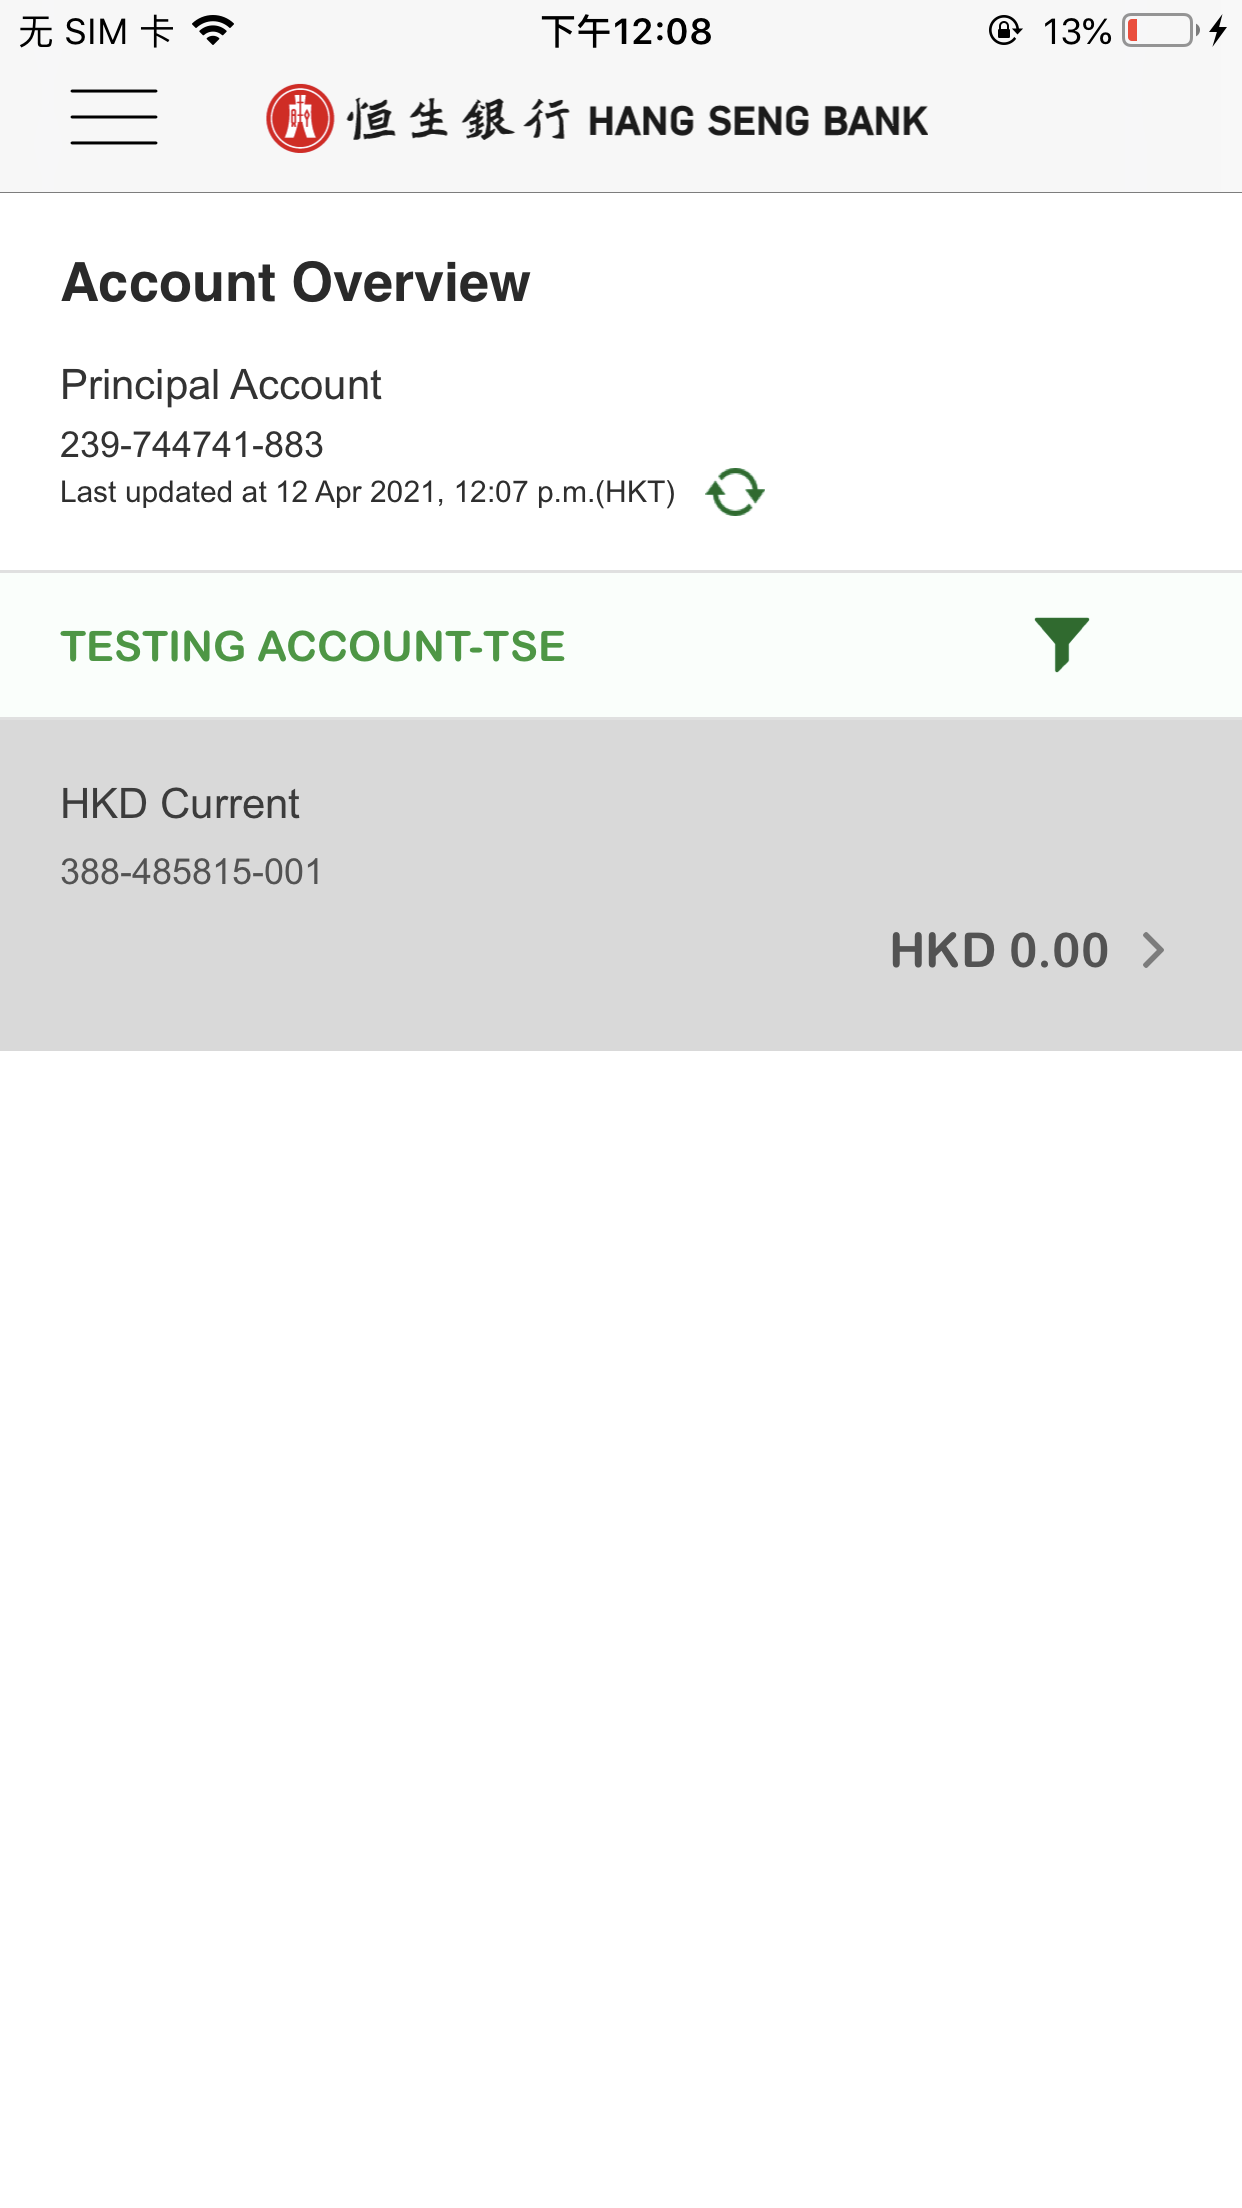 无 SIM 卡 下午12:08 13%
恒生銀行 HANG SENG BANK
Account Overview
Principal Account
239-744741-883
Last updated at 12 Apr 2021, 12:07 p.m.(HKT)
TESTING ACCOUNT-TSE
HKD Current
388-485815-001
HKD 0.00